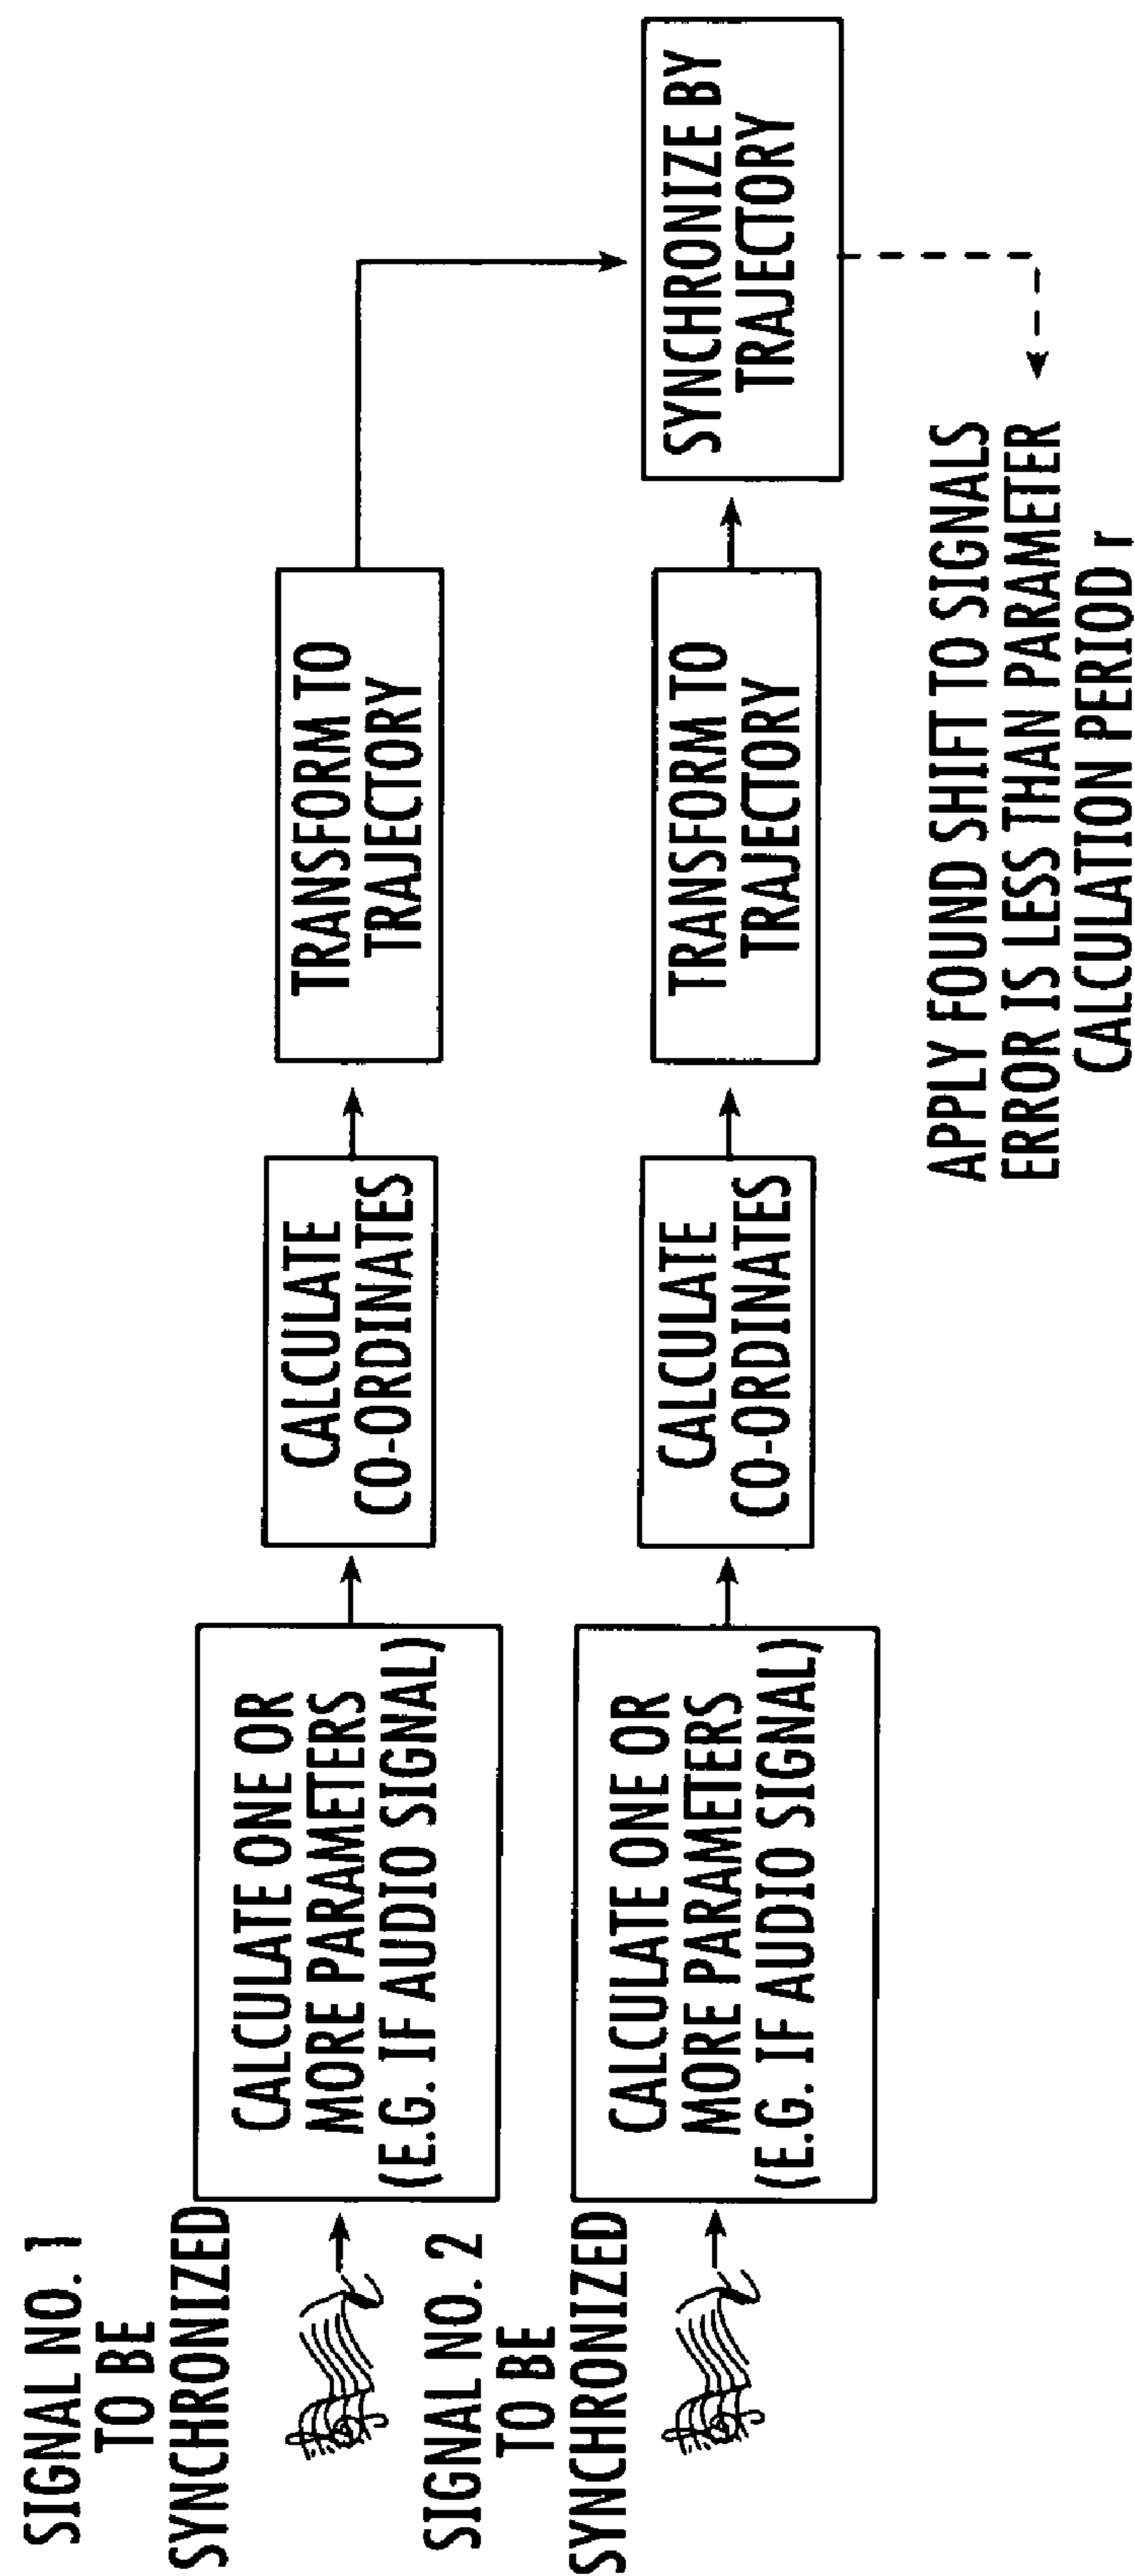 SIGNAL NO. 1
TO BE
SYNCHRONIZED
CALCULATE ONE OR
MORE PARAMETERS
(E.G. IF AUDIO SIGNAL)
CALCULATE
CO-ORDINATES
TRANSFORM TO
TRAJECTORY
SIGNAL NO. 2
TO BE
SYNCHRONIZED
CALCULATE ONE OR
MORE PARAMETERS
(E.G. IF AUDIO SIGNAL)
CALCULATE
CO-ORDINATES
TRANSFORM TO
TRAJECTORY
SYNCHRONIZE BY
TRAJECTORY
APPLY FOUND SHIFT TO SIGNALS
ERROR IS LESS THAN PARAMETER
CALCULATION PERIOD r